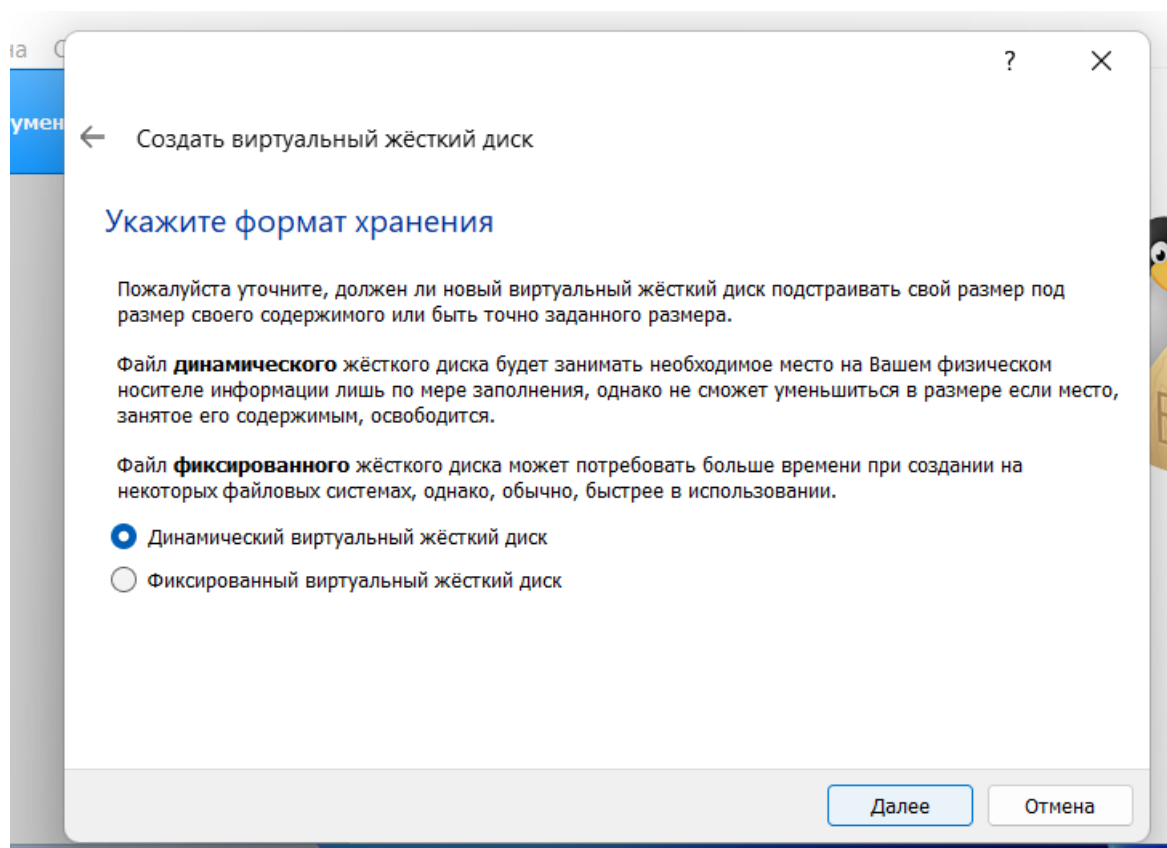 на С
?
умен
Создать виртуальный жёсткий диск
Укажите формат хранения
Пожалуйста уточните, должен ли новый виртуальный жёсткий диск подстраивать свой размер под
размер своего содержимого или быть точно заданного размера.
Файл динамического жёсткого диска будет занимать необходимое место на Вашем физическом
носителе информации лишь по мере заполнения, однако не сможет уменьшиться в размере если место,
занятое его содержимым, освободится.
Файл фиксированного жёсткого диска может потребовать больше времени при создании на
некоторых файловых системах, однако, обычно, быстрее в использовании.
Динамический виртуальный жёсткий диск
Фиксированный виртуальный жёсткий диск
Далее
Отмена